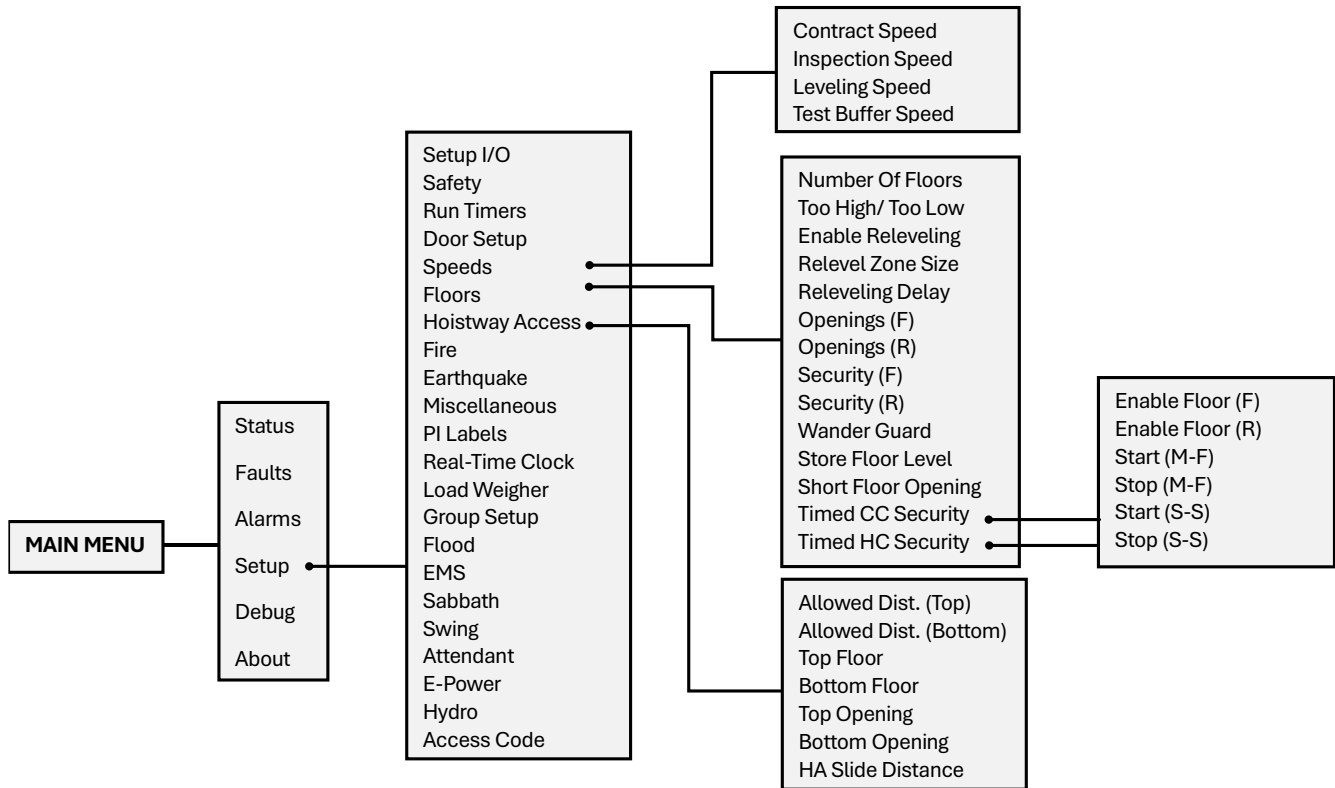 MAIN MENU
Status
Faults
Alarms
Setup
Debug
About
Setup I/O
Safety
Run Timers
Door Setup
Speeds
Floors
Hoistway Access
Fire
Earthquake
Miscellaneous
PI Labels
Real-Time Clock
Load Weigher
Group Setup
Flood
EMS
Sabbath
Swing
Attendant
E-Power
Hydro
Access Code
Contract Speed
Inspection Speed
Leveling Speed
Test Buffer Speed
Number Of Floors
Too High/ Too Low
Enable Releveling
Relevel Zone Size
Releveling Delay
Openings (F)
Openings (R)
Security (F)
Security (R)
Wander Guard
Store Floor Level
Short Floor Opening
Timed CC Security
Timed HC Security
Enable Floor (F)
Enable Floor (R)
Start (M-F)
Stop (M-F)
Start (S-S)
Stop (S-S)
Allowed Dist. (Top)
Allowed Dist. (Bottom)
Top Floor
Bottom Floor
Top Opening
Bottom Opening
HA Slide Distance